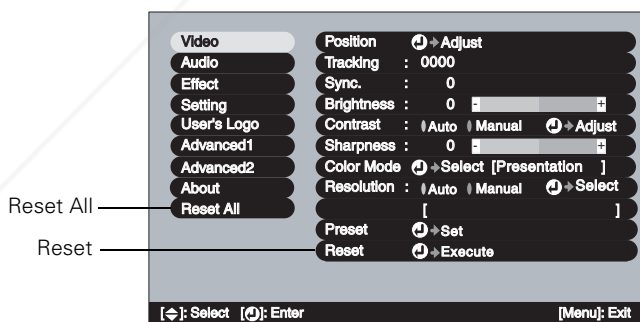 Video
Audio
Effect
Setting
User's Logo
Advanced1
Advanced2
About
Reset All
Position Adjust
Tracking : 0000
Sync. : 0
Brightness : 0 - +
Contrast : Auto Manual Adjust
Sharpness : 0 - +
Color Mode Select [Presentation ]
Resolution : Auto Manual Select
[ ]
Preset Set
Reset Execute
Reset All
Reset
[ ]: Select [ ]: Enter [Menu]: Exit